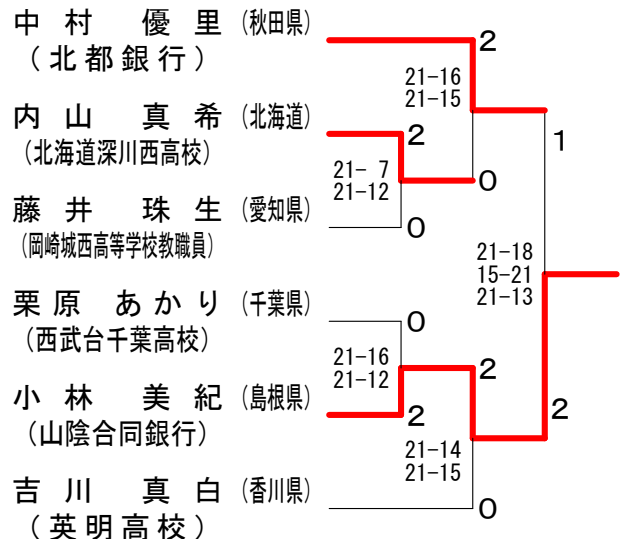 中村 優里 (秋田県)
(北都銀行)
2
21-16
21-15
内山 真希 (北海道)
(北海道深川西高校)
2
1
21- 7
21-12
0
藤井 珠生 (愛知県)
(岡崎城西高等学校教職員)
0
21-18
15-21
21-13
栗原 あかり (千葉県)
(西武台千葉高校)
0
21-16
21-12
2
小林 美紀 (島根県)
(山陰合同銀行)
2
2
21-14
21-15
吉川 真白 (香川県)
(英明高校)
0